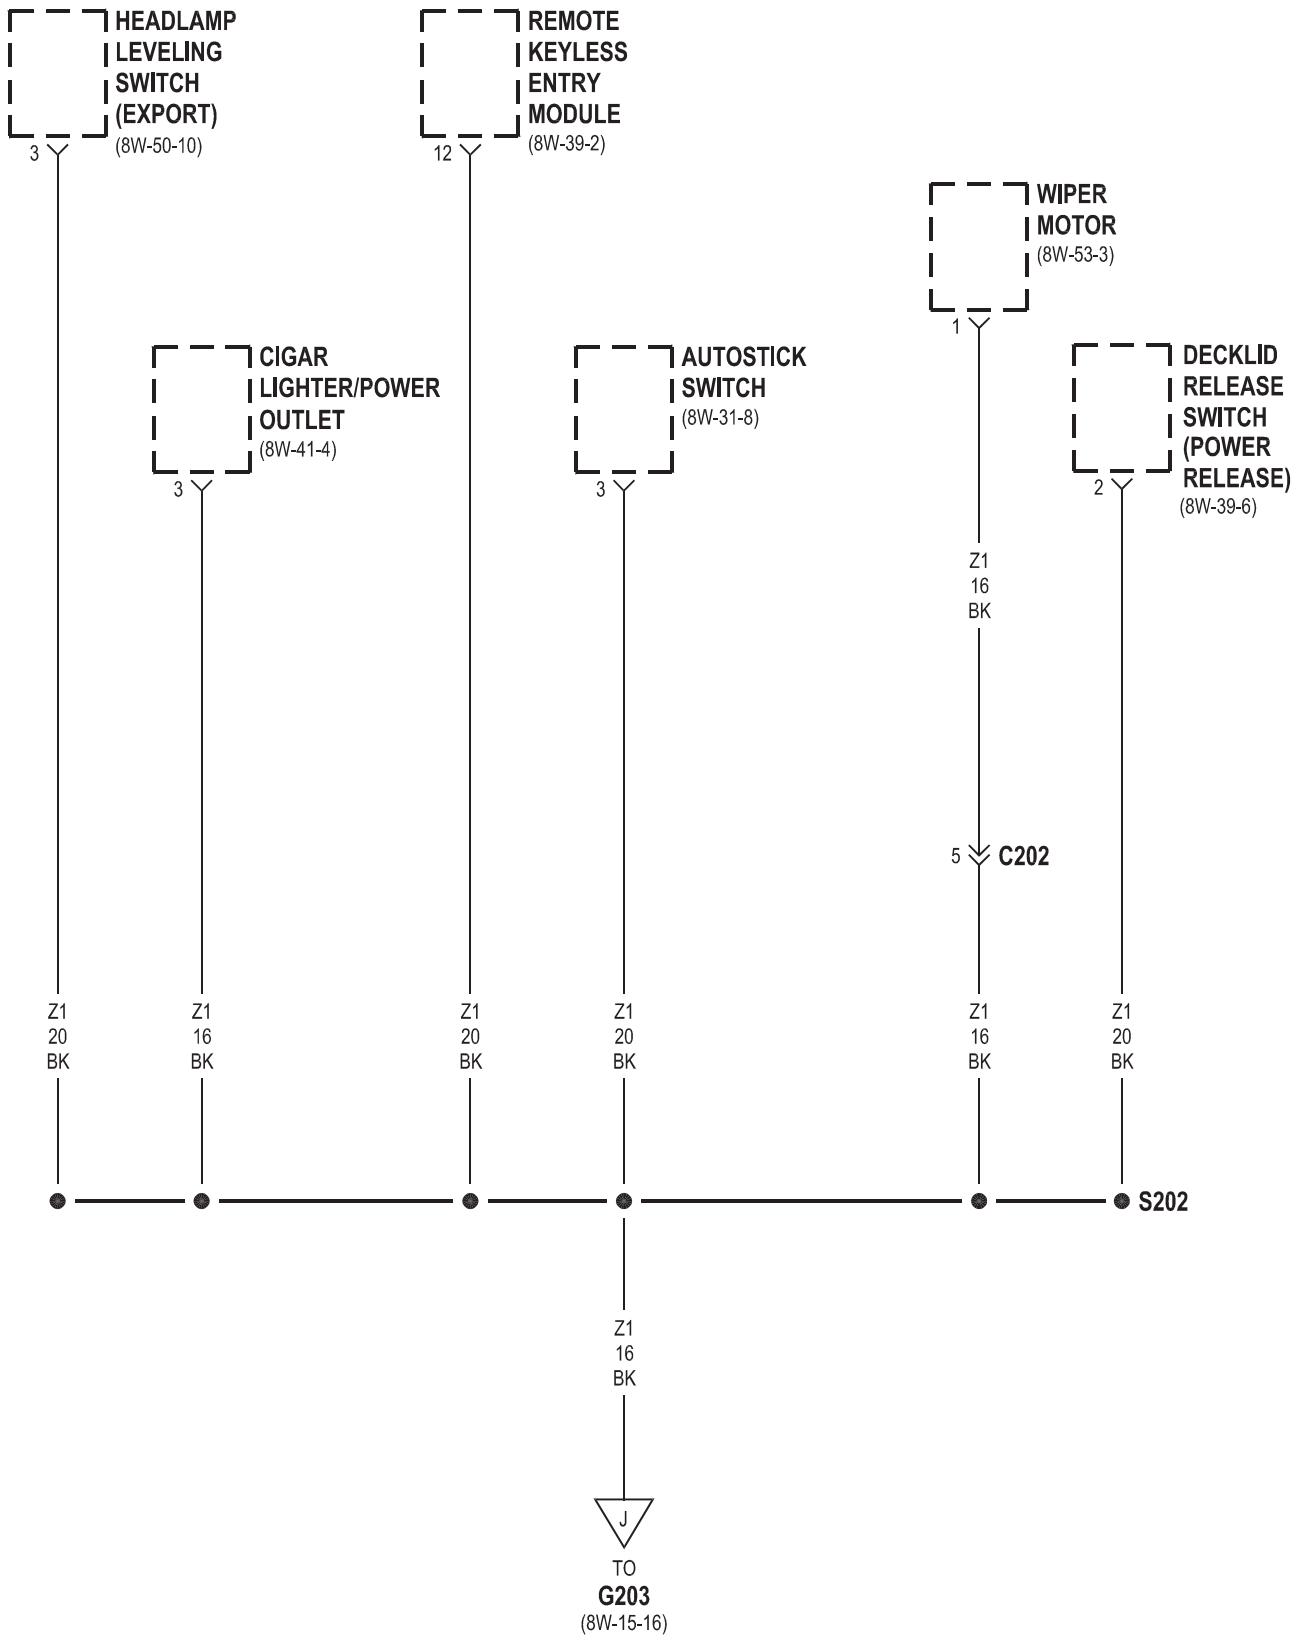 HEADLAMP
LEVELING
SWITCH
(EXPORT)
(8W-50-10)
3
REMOTE
KEYLESS
ENTRY
MODULE
(8W-39-2)
12
WIPER
MOTOR
(8W-53-3)
1
CIGAR
LIGHTER/POWER
OUTLET
(8W-41-4)
3
AUTOSTICK
SWITCH
(8W-31-8)
3
DECKLID
RELEASE
SWITCH
(POWER
RELEASE)
(8W-39-6)
2
Z1
16
BK
5
C202
Z1
20
BK
Z1
16
BK
Z1
20
BK
Z1
20
BK
Z1
16
BK
Z1
20
BK
S202
Z1
16
BK
J
TO
G203
(8W-15-16)